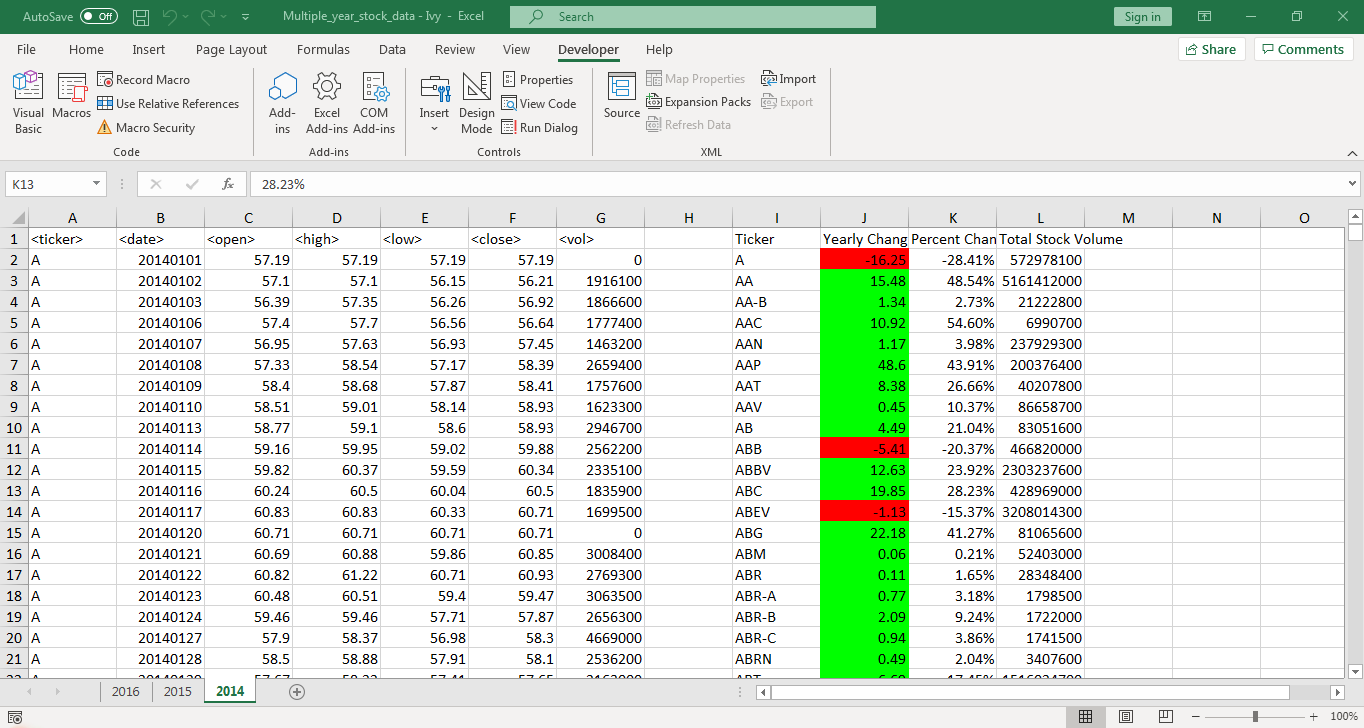 AutoSave Off Multiple_year_stock_data - Ivy - Excel Search Sign in
File Home Insert Page Layout Formulas Data Review View Developer Help Share Comments
Visual Basic
Macros
Record Macro
Use Relative References
Macro Security
Code
Add-ins
Excel Add-ins
COM Add-ins
Add-ins
Insert
Design Mode
Properties
View Code
Run Dialog
Controls
Source
Map Properties
Expansion Packs
Refresh Data
Import
Export
XML
K13 fx 28.23%
A B C D E F G H I J K L M N O
1 <ticker> <date> <open> <high> <low> <close> <vol> Ticker Yearly Chang Percent Chan Total Stock Volume
2 A 20140101 57.19 57.19 57.19 57.19 0 A -16.25 -28.41% 572978100
3 A 20140102 57.1 57.1 56.15 56.21 1916100 AA 15.48 48.54% 5161412000
4 A 20140103 56.39 57.35 56.26 56.92 1866600 AA-B 1.34 2.73% 21222800
5 A 20140106 57.4 57.7 56.56 56.64 1777400 AAC 10.92 54.60% 6990700
6 A 20140107 56.95 57.63 56.93 57.45 1463200 AAN 1.17 3.98% 237929300
7 A 20140108 57.33 58.54 57.17 58.39 2659400 AAP 48.6 43.91% 200376400
8 A 20140109 58.4 58.68 57.87 58.41 1757600 AAT 8.38 26.66% 40207800
9 A 20140110 58.51 59.01 58.14 58.93 1623300 AAV 0.45 10.37% 86658700
10 A 20140113 58.77 59.1 58.6 58.93 2946700 AB 4.49 21.04% 83051600
11 A 20140114 59.16 59.95 59.02 59.88 2562200 ABB -5.41 -20.37% 466820000
12 A 20140115 59.82 60.37 59.59 60.34 2335100 ABBV 12.63 23.92% 2303237600
13 A 20140116 60.24 60.5 60.04 60.5 1835900 ABC 19.85 28.23% 428969000
14 A 20140117 60.83 60.83 60.33 60.71 1699500 ABEV -1.13 -15.37% 3208014300
15 A 20140120 60.71 60.71 60.71 60.71 0 ABG 22.18 41.27% 81065600
16 A 20140121 60.69 60.88 59.86 60.85 3008400 ABM 0.06 0.21% 52403000
17 A 20140122 60.82 61.22 60.71 60.93 2769300 ABR 0.11 1.65% 28348400
18 A 20140123 60.48 60.51 59.4 59.47 3063500 ABR-A 0.77 3.18% 1798500
19 A 20140124 59.46 59.46 57.71 57.87 2656300 ABR-B 2.09 9.24% 1722000
20 A 20140127 57.9 58.37 56.98 58.3 4669000 ABR-C 0.94 3.86% 1741500
21 A 20140128 58.5 58.88 57.91 58.1 2536200 ABRN 0.49 2.04% 3407600
2016 2015 2014
100%